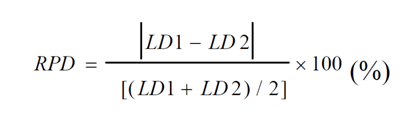 RPD = |LD1 − LD2| / [(LD1 + LD2) / 2] × 100 (%)